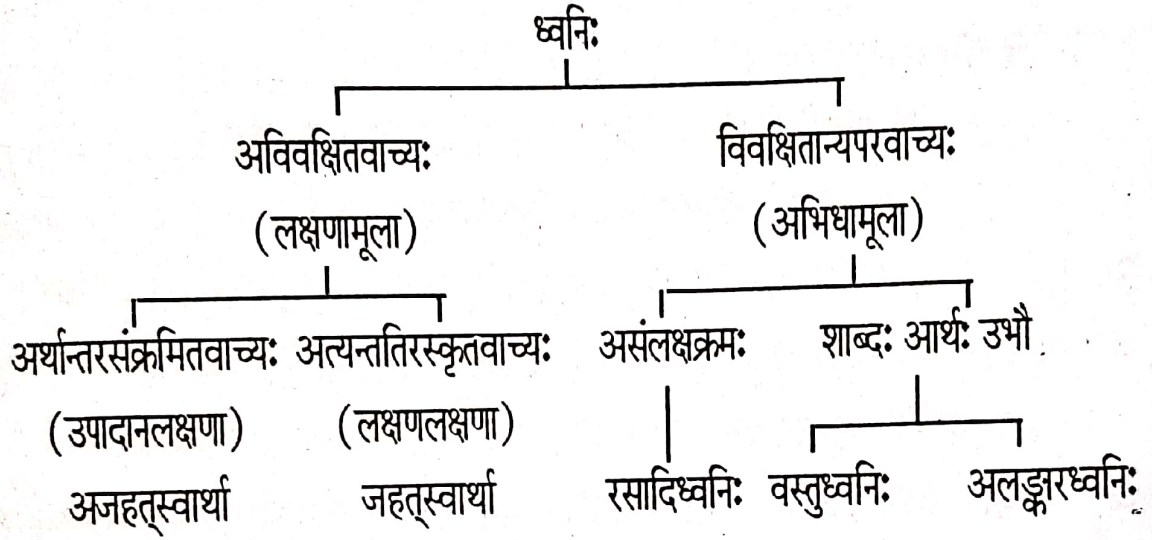 ध्वनिः
अविवक्षितवाच्यः विवक्षितान्यपरवाच्यः
(लक्षणामूला) (अभिधामूला)
अर्थान्तरसंक्रमितवाच्यः अत्यन्ततिरस्कृतवाच्यः असंलक्षक्रमः शाब्दः आर्थः उभौ
(उपादानलक्षणा) (लक्षणलक्षणा)
अजहत्स्वार्था जहत्स्वार्था रसादिध्वनिः वस्तुध्वनिः अलङ्कारध्वनिः